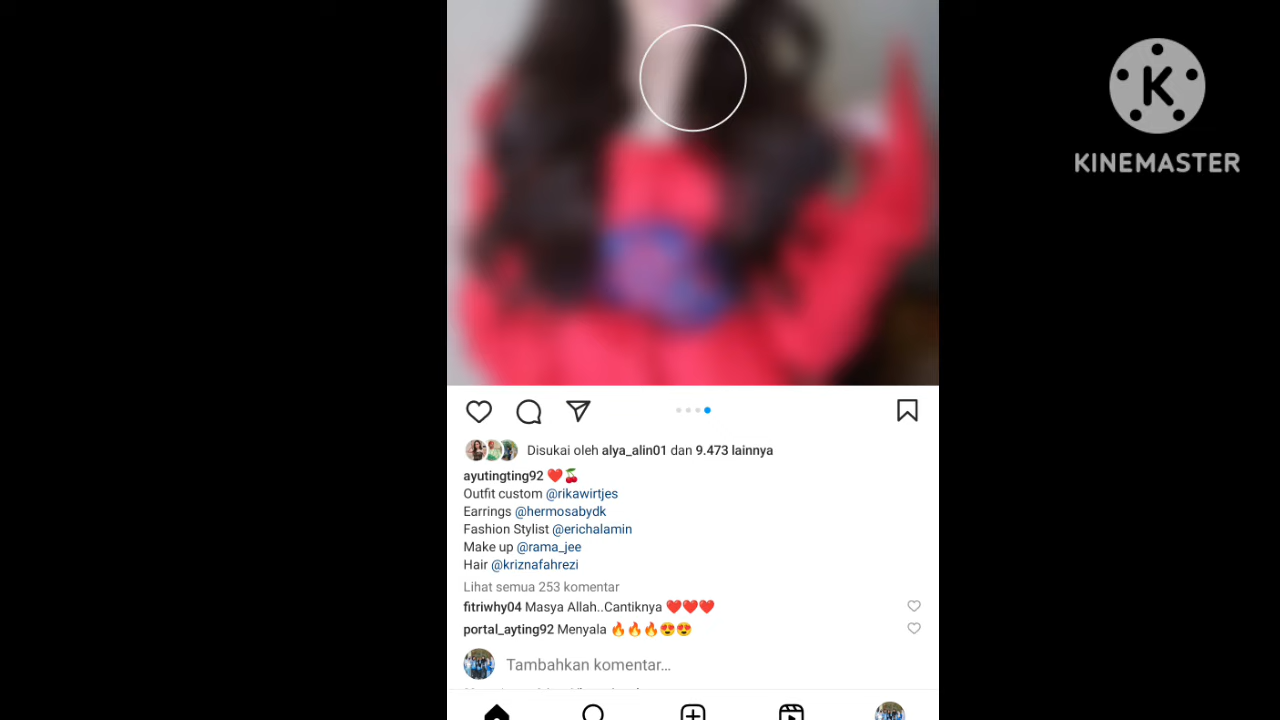 KINEMASTER
Disukai oleh alya_alin01 dan 9.473 lainnya
ayutingting92 ❤️🍒
Outfit custom @rikawirtjes
Earrings @hermosabydk
Fashion Stylist @erichalamin
Make up @rama_jee
Hair @kriznafahrezi
Lihat semua 253 komentar
fitriwhy04 Masya Allah..Cantiknya ❤️❤️❤️
portal_ayting92 Menyala 🔥🔥🔥😍😍
Tambahkan komentar...